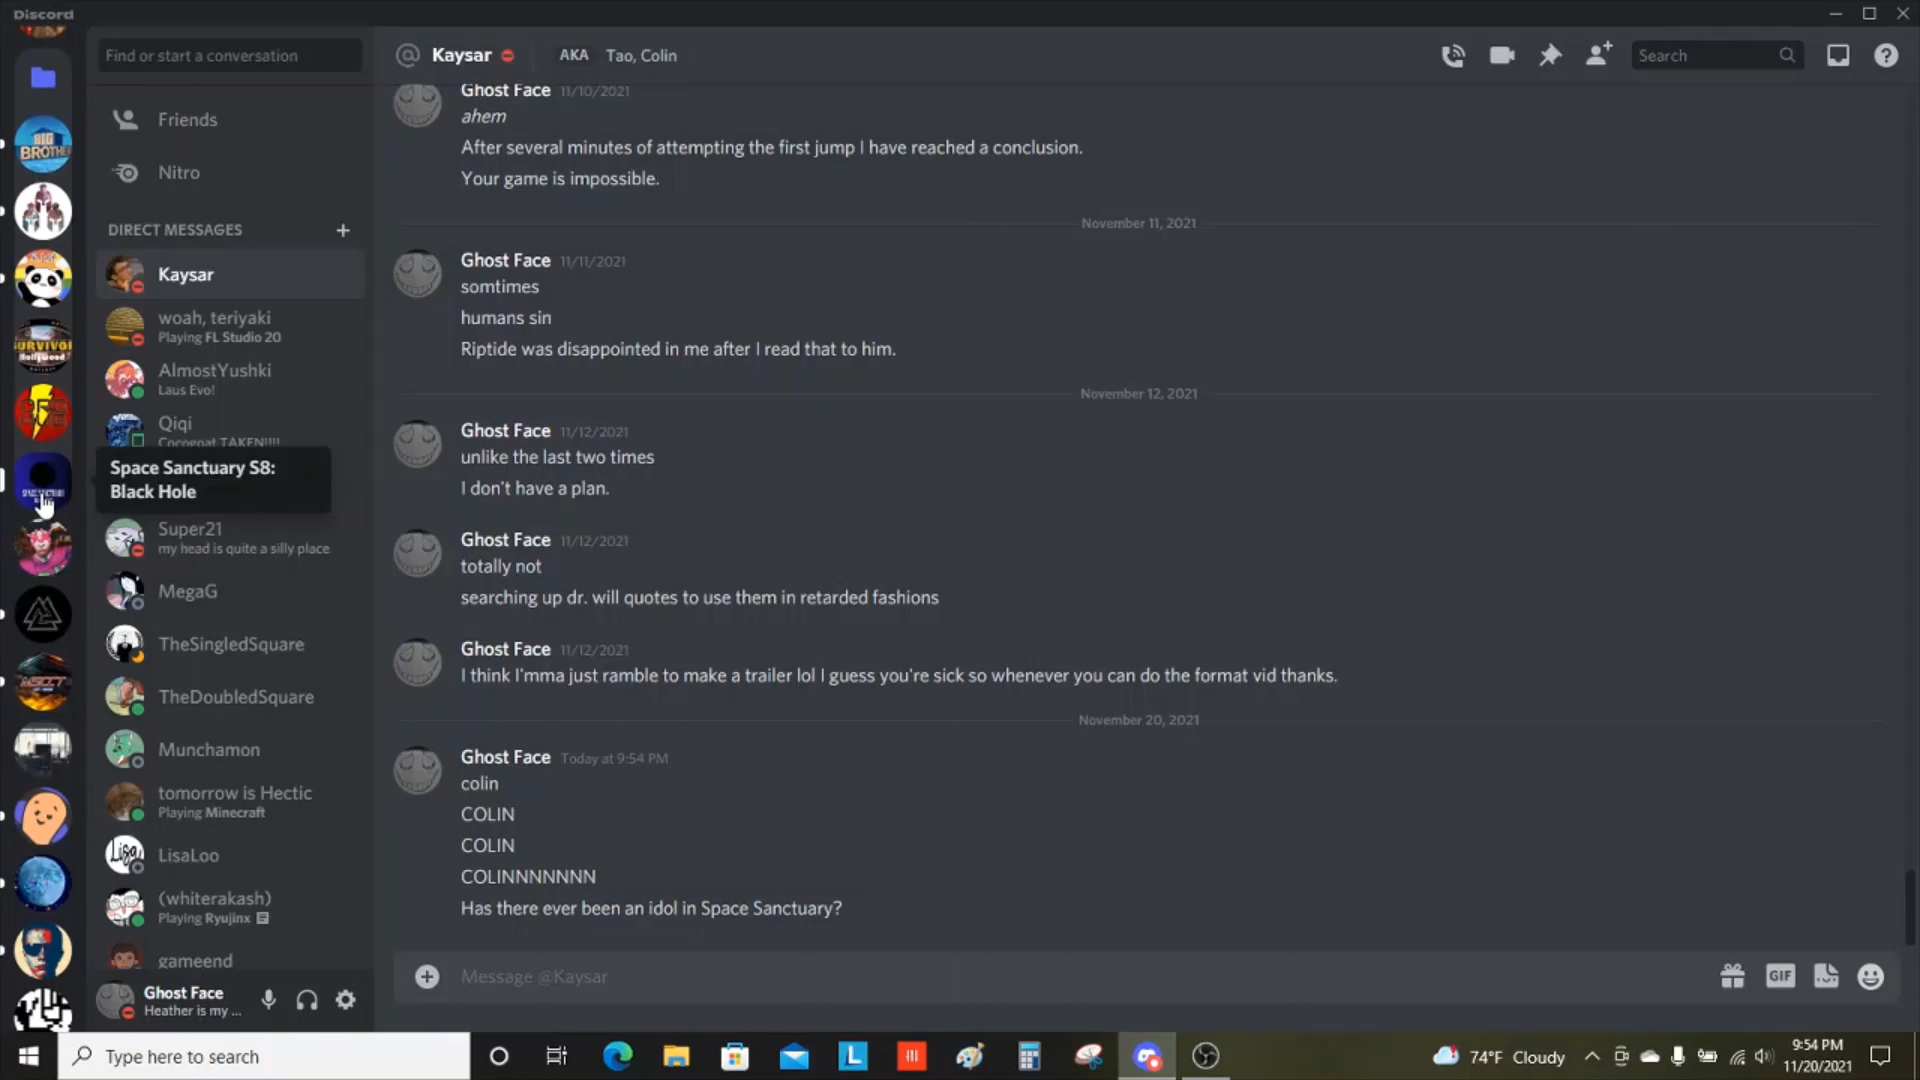 Discord
Find or start a conversation
Friends
Nitro
DIRECT MESSAGES
Kaysar
woah, teriyaki
Playing FL Studio 20
AlmostYushki
Laus Evo!
Qiqi
Cocogoat TAKEN!!!!
Space Sanctuary S8:
Black Hole
Super21
my head is quite a silly place
MegaG
TheSingledSquare
TheDoubledSquare
Munchamon
tomorrow is Hectic
Playing Minecraft
LisaLoo
(whiterakash)
Playing Ryujinx
gameend
Ghost Face
Heather is my ...
BIG
BROTHER
SURVIVOR
Hollywood
Lisa
Kaysar
AKA Tao, Colin
Search
Ghost Face 11/10/2021
ahem
After several minutes of attempting the first jump I have reached a conclusion.
Your game is impossible.
November 11, 2021
Ghost Face 11/11/2021
somtimes
humans sin
Riptide was disappointed in me after I read that to him.
November 12, 2021
Ghost Face 11/12/2021
unlike the last two times
I don't have a plan.
Ghost Face 11/12/2021
totally not
searching up dr. will quotes to use them in retarded fashions
Ghost Face 11/12/2021
I think I'mma just ramble to make a trailer lol I guess you're sick so whenever you can do the format vid thanks.
November 20, 2021
Ghost Face Today at 9:54 PM
colin
COLIN
COLIN
COLINNNNNNN
Has there ever been an idol in Space Sanctuary?
Message @Kaysar
GIF
Type here to search
L
74°F Cloudy
9:54 PM
11/20/2021